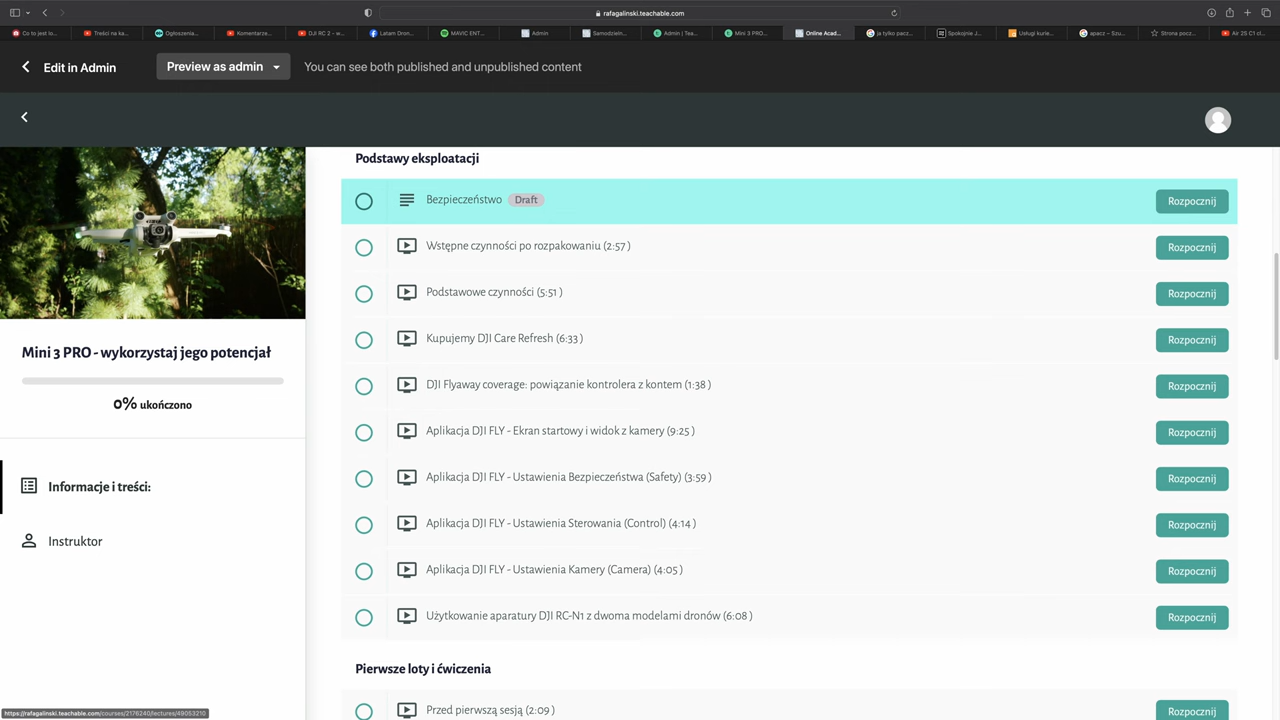 rafagalinski.teachable.com
Co to jest lo...
Treści na ka...
Ogłoszenia...
Komentarze...
DJI RC 2 - w...
Latam Dron...
MAVIC ENT...
Admin
Samodzieln...
Admin | Tea...
Mini 3 PRO...
Online Acad...
ja tylko pacz...
Spokojnie J...
Usługi kurie...
apacz – Szu...
Strona pocz...
Air 2S C1 cl...
Edit in Admin
Preview as admin
You can see both published and unpublished content
Podstawy eksploatacji
Bezpieczeństwo Draft Rozpocznij
Wstępne czynności po rozpakowaniu (2:57) Rozpocznij
Podstawowe czynności (5:51) Rozpocznij
Kupujemy DJI Care Refresh (6:33) Rozpocznij
DJI Flyaway coverage: powiązanie kontrolera z kontem (1:38) Rozpocznij
Aplikacja DJI FLY - Ekran startowy i widok z kamery (9:25) Rozpocznij
Aplikacja DJI FLY - Ustawienia Bezpieczeństwa (Safety) (3:59) Rozpocznij
Aplikacja DJI FLY - Ustawienia Sterowania (Control) (4:14) Rozpocznij
Aplikacja DJI FLY - Ustawienia Kamery (Camera) (4:05) Rozpocznij
Użytkowanie aparatury DJI RC-N1 z dwoma modelami dronów (6:08) Rozpocznij
Pierwsze loty i ćwiczenia
Przed pierwszą sesją (2:09) Rozpocznij
Mini 3 PRO - wykorzystaj jego potencjał
0% ukończono
Informacje i treści:
Instruktor
https://rafagalinski.teachable.com/courses/2176240/lectures/49053210